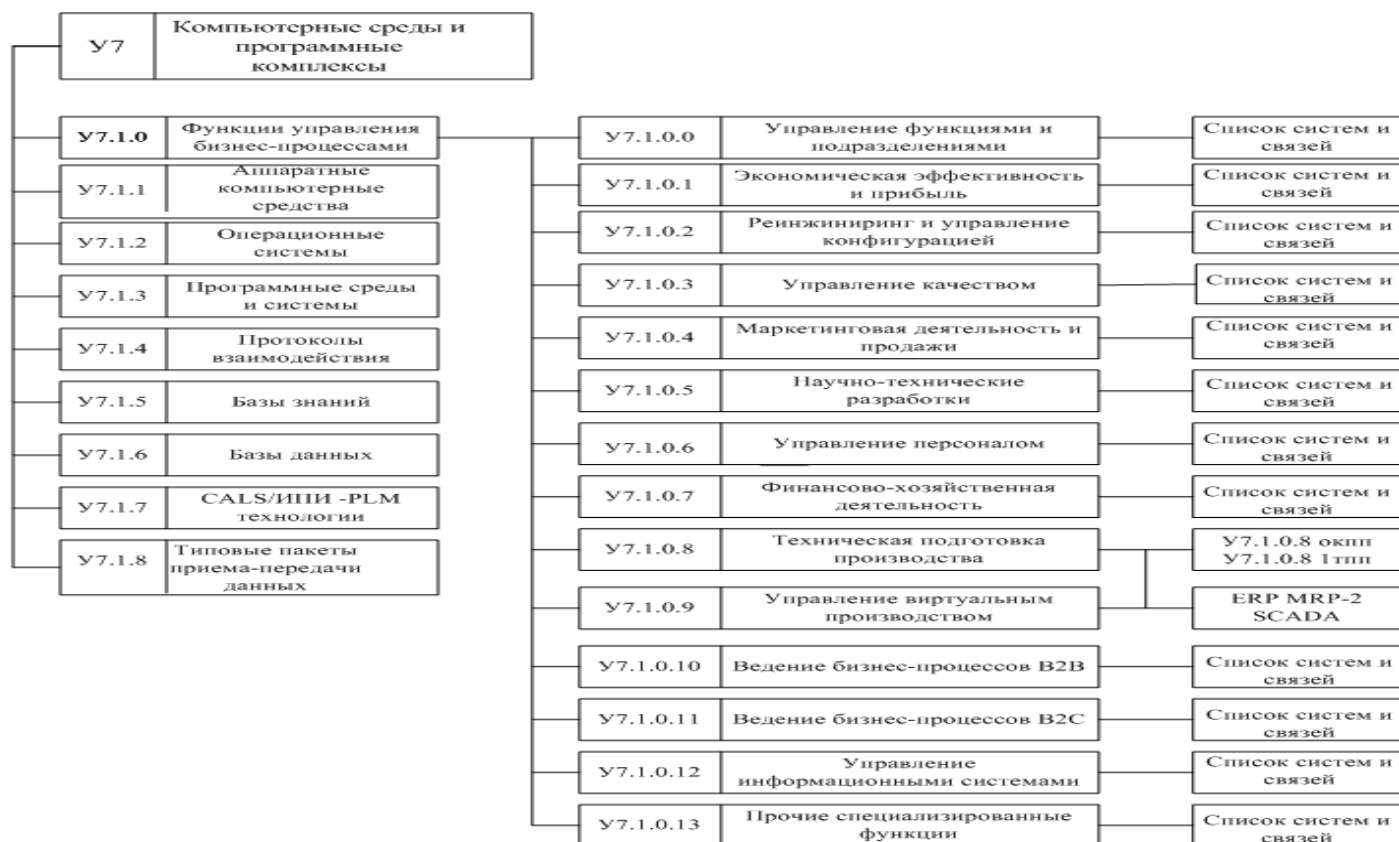 У7
Компьютерные среды и
программные
комплексы
У7.1.0
Функции управления
бизнес-процессами
У7.1.1
Аппаратные
компьютерные
средства
У7.1.2
Операционные
системы
У7.1.3
Программные среды
и системы
У7.1.4
Протоколы
взаимодействия
У7.1.5
Базы знаний
У7.1.6
Базы данных
У7.1.7
CALS/ИПИ -PLM
технологии
У7.1.8
Типовые пакеты
приема-передачи
данных
У7.1.0.0
Управление функциями и
подразделениями
Список систем и
связей
У7.1.0.1
Экономическая эффективность
и прибыль
Список систем и
связей
У7.1.0.2
Реинжиниринг и управление
конфигурацией
Список систем и
связей
У7.1.0.3
Управление качеством
Список систем и
связей
У7.1.0.4
Маркетинговая деятельность и
продажи
Список систем и
связей
У7.1.0.5
Научно-технические
разработки
Список систем и
связей
У7.1.0.6
Управление персоналом
Список систем и
связей
У7.1.0.7
Финансово-хозяйственная
деятельность
Список систем и
связей
У7.1.0.8
Техническая подготовка
производства
У7.1.0.8 окпп
У7.1.0.8 1тпп
У7.1.0.9
Управление виртуальным
производством
ERP MRP-2
SCADA
У7.1.0.10
Ведение бизнес-процессов B2B
Список систем и
связей
У7.1.0.11
Ведение бизнес-процессов B2C
Список систем и
связей
У7.1.0.12
Управление
информационными системами
Список систем и
связей
У7.1.0.13
Прочие специализированные
функции
Список систем и
связей